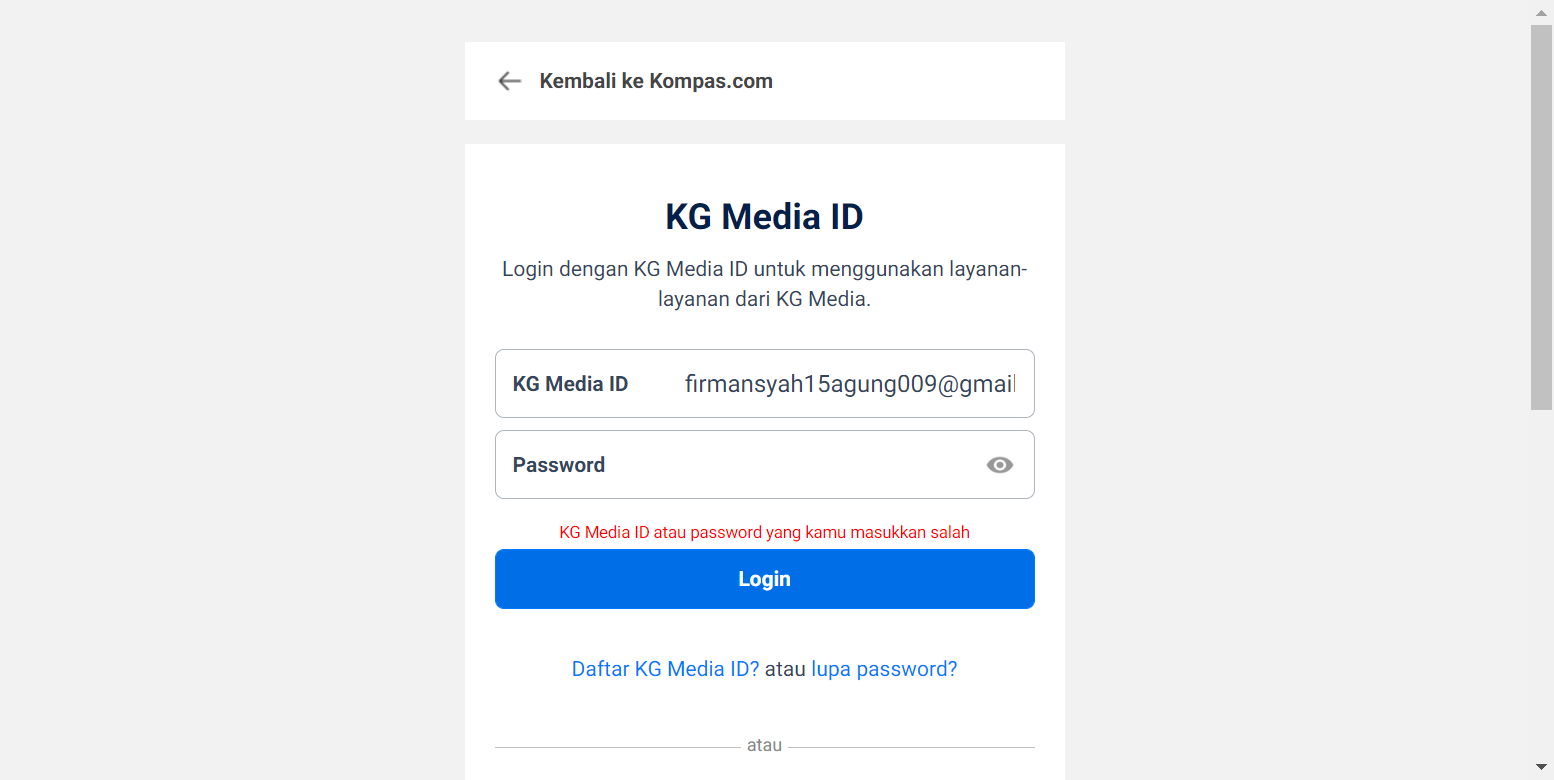 Kembali ke Kompas.com
KG Media ID
Login dengan KG Media ID untuk menggunakan layanan-
layanan dari KG Media.
KG Media ID firmansyah15agung009@gmail
Password
KG Media ID atau password yang kamu masukkan salah
Login
Daftar KG Media ID? atau lupa password?
atau